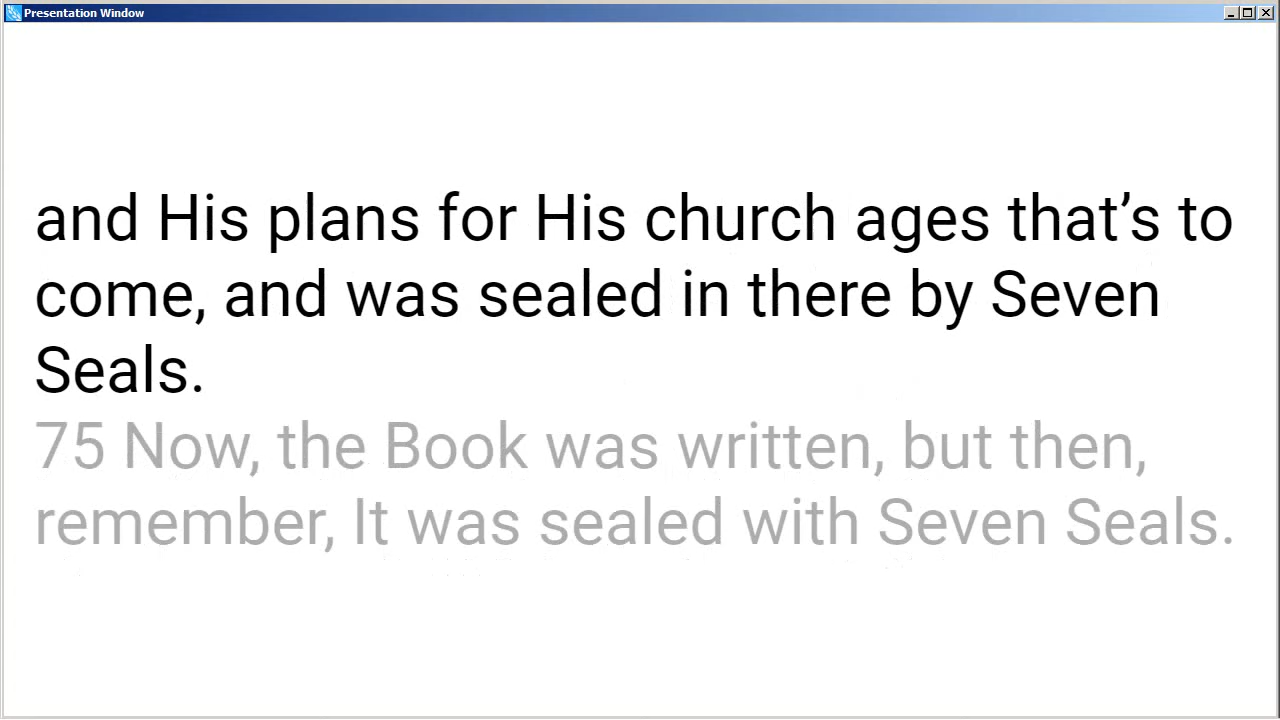 Presentation Window
and His plans for His church ages that’s to
come, and was sealed in there by Seven
Seals.
75 Now, the Book was written, but then,
remember, It was sealed with Seven Seals.